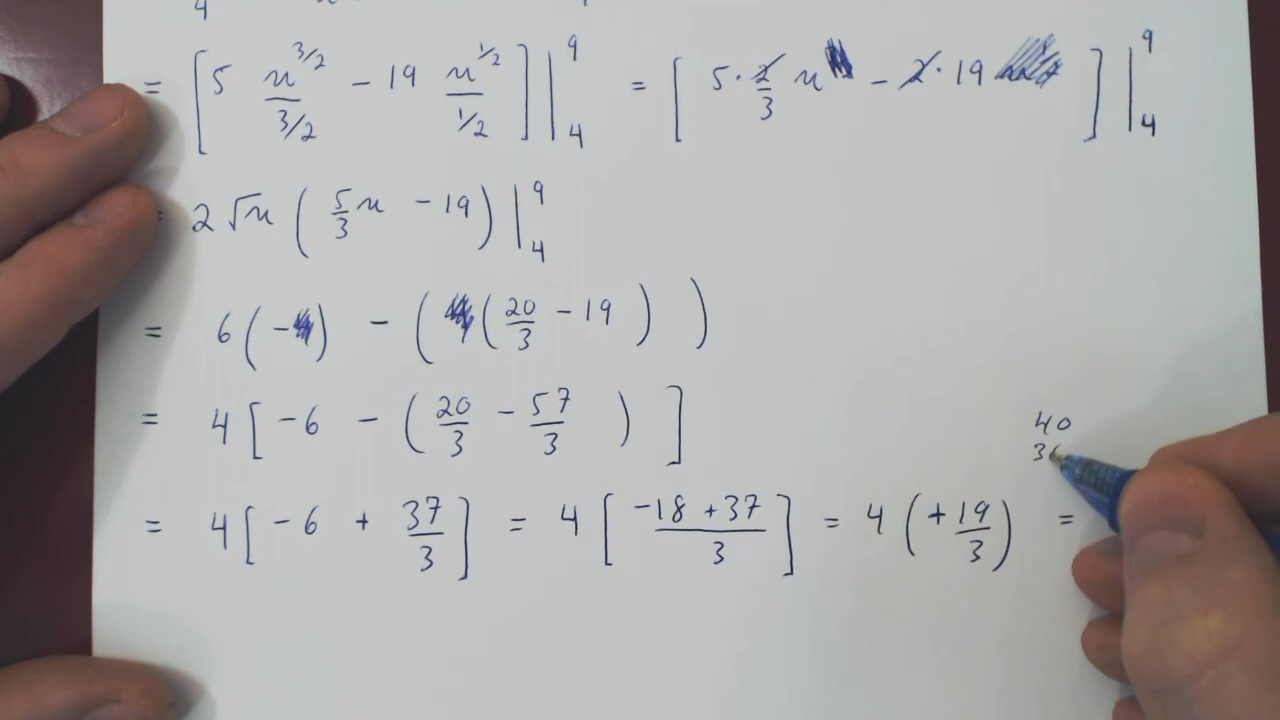 4
= [ 5 u^{3/2}/(3/2) − 19 u^{1/2}/(1/2) ] |_4^9 = [ 5 · 2/3 u − 2 · 19 ] |_4^9
= 2 √u ( 5/3 u − 19 ) |_4^9
= 6 ( − ) − ( ( 20/3 − 19 ) )
= 4 [ −6 − ( 20/3 − 57/3 ) ]
40
36
= 4 [ −6 + 37/3 ] = 4 [ (−18 + 37)/3 ] = 4 ( + 19/3 ) =